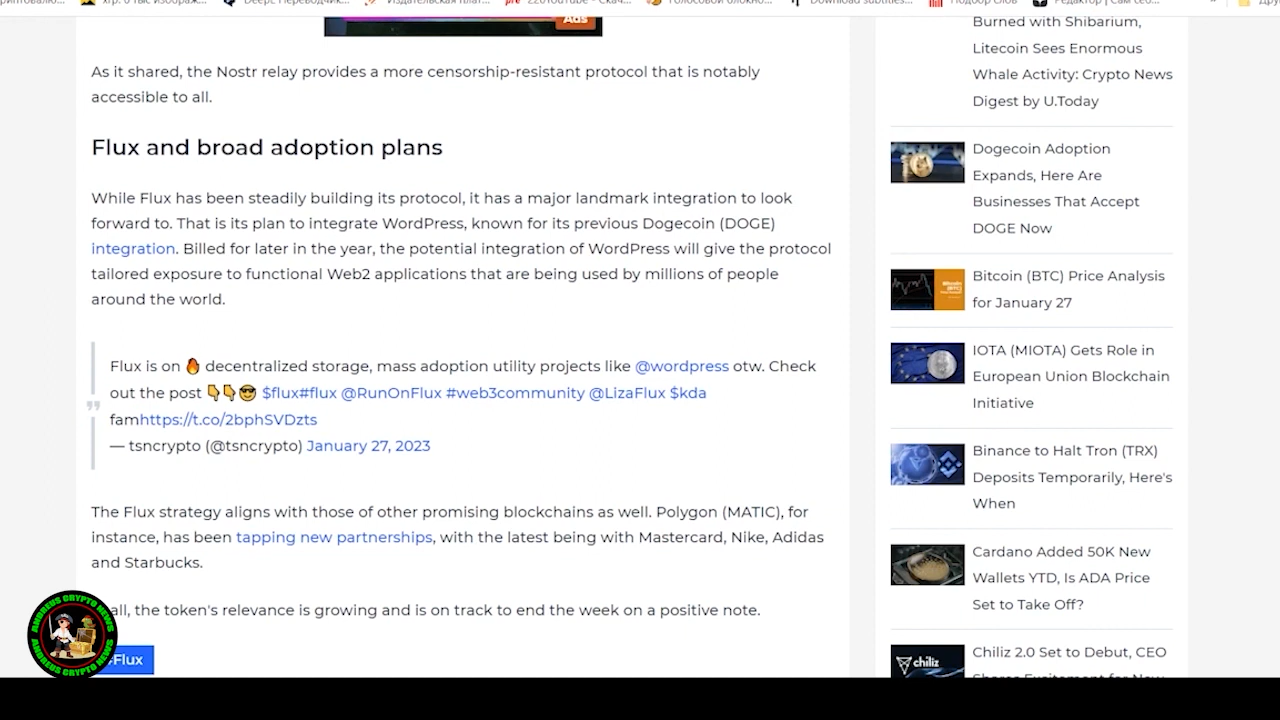 Ads
As it shared, the Nostr relay provides a more censorship-resistant protocol that is notably
accessible to all.
Flux and broad adoption plans
While Flux has been steadily building its protocol, it has a major landmark integration to look
forward to. That is its plan to integrate WordPress, known for its previous Dogecoin (DOGE)
integration. Billed for later in the year, the potential integration of WordPress will give the protocol
tailored exposure to functional Web2 applications that are being used by millions of people
around the world.
Flux is on 🔥 decentralized storage, mass adoption utility projects like @wordpress otw. Check
out the post 👇👇😎 $flux#flux @RunOnFlux #web3community @LizaFlux $kda
famhttps://t.co/2bphSVDzts
— tsncrypto (@tsncrypto) January 27, 2023
The Flux strategy aligns with those of other promising blockchains as well. Polygon (MATIC), for
instance, has been tapping new partnerships, with the latest being with Mastercard, Nike, Adidas
and Starbucks.
all, the token's relevance is growing and is on track to end the week on a positive note.
#Flux
ANDREUS CRYPTO NEWS
ANDREUS CRYPTO NEWS
Burned with Shibarium,
Litecoin Sees Enormous
Whale Activity: Crypto News
Digest by U.Today
Dogecoin Adoption
Expands, Here Are
Businesses That Accept
DOGE Now
Bitcoin (BTC) Price Analysis
for January 27
IOTA (MIOTA) Gets Role in
European Union Blockchain
Initiative
Binance to Halt Tron (TRX)
Deposits Temporarily, Here's
When
Cardano Added 50K New
Wallets YTD, Is ADA Price
Set to Take Off?
chiliz
Chiliz 2.0 Set to Debut, CEO